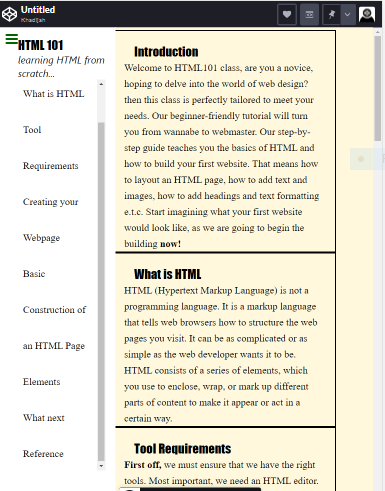 Untitled
Khadijah
HTML 101
learning HTML from
scratch...
What is HTML
Tool
Requirements
Creating your
Webpage
Basic
Construction of
an HTML Page
Elements
What next
Reference
Introduction
Welcome to HTML101 class, are you a novice,
hoping to delve into the world of web design?
then this class is perfectly tailored to meet your
needs. Our beginner-friendly tutorial will turn
you from wannabe to webmaster. Our step-by-
step guide teaches you the basics of HTML and
how to build your first website. That means how
to layout an HTML page, how to add text and
images, how to add headings and text formatting
e.t.c. Start imagining what your first website
would look like, as we are going to begin the
building now!
What is HTML
HTML (Hypertext Markup Language) is not a
programming language. It is a markup language
that tells web browsers how to structure the web
pages you visit. It can be as complicated or as
simple as the web developer wants it to be.
HTML consists of a series of elements, which
you use to enclose, wrap, or mark up different
parts of content to make it appear or act in a
certain way.
Tool Requirements
First off, we must ensure that we have the right
tools. Most important, we need an HTML editor.